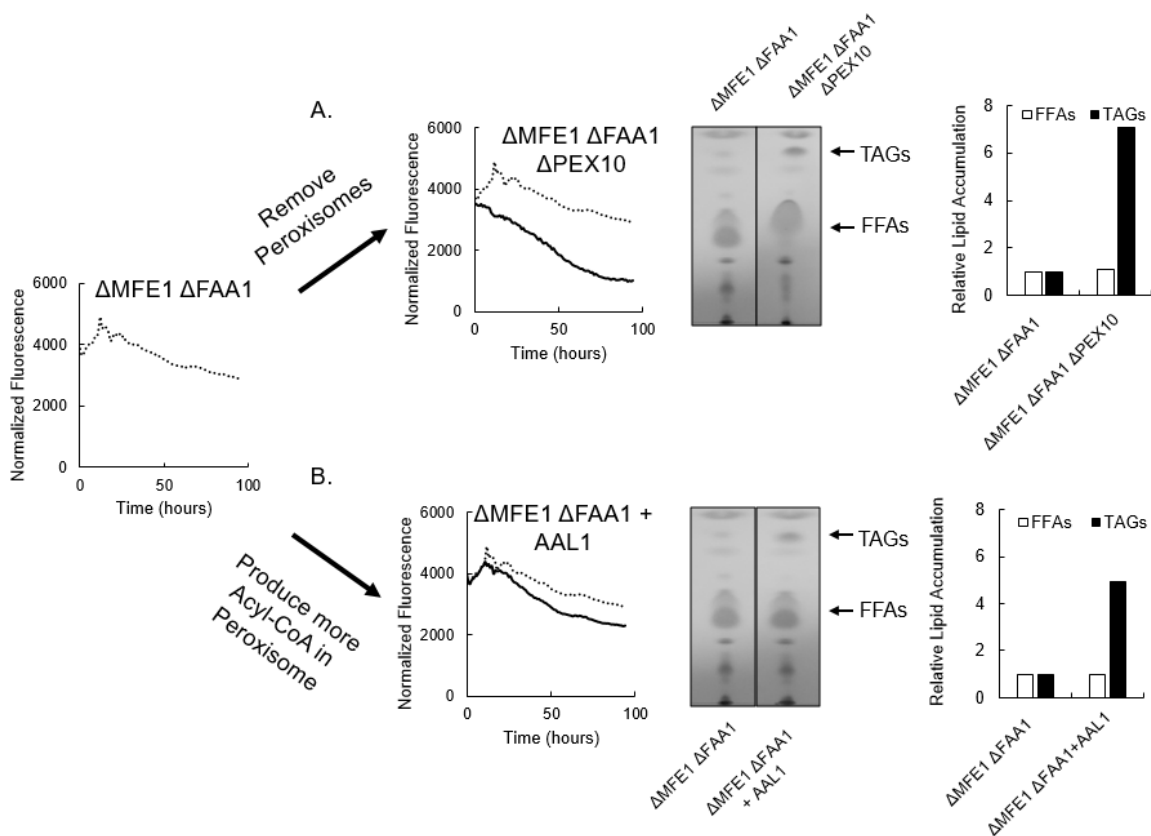 A.
Remove
Peroxisomes
ΔMFE1 ΔFAA1
Normalized Fluorescence
6000
4000
2000
0
0
50
100
Time (hours)
ΔMFE1 ΔFAA1
ΔPEX10
Normalized Fluorescence
6000
4000
2000
0
0
50
100
Time (hours)
ΔMFE1 ΔFAA1
ΔMFE1 ΔFAA1
ΔPEX10
TAGs
FFAs
FFAs
TAGs
Relative Lipid Accumulation
8
6
4
2
0
ΔMFE1 ΔFAA1
ΔMFE1 ΔFAA1 ΔPEX10
B.
Produce more
Acyl-CoA in
Peroxisome
ΔMFE1 ΔFAA1 +
AAL1
Normalized Fluorescence
6000
4000
2000
0
0
50
100
Time (hours)
TAGs
FFAs
ΔMFE1 ΔFAA1
ΔMFE1 ΔFAA1
+ AAL1
FFAs
TAGs
Relative Lipid Accumulation
8
6
4
2
0
ΔMFE1 ΔFAA1
ΔMFE1 ΔFAA1+AAL1